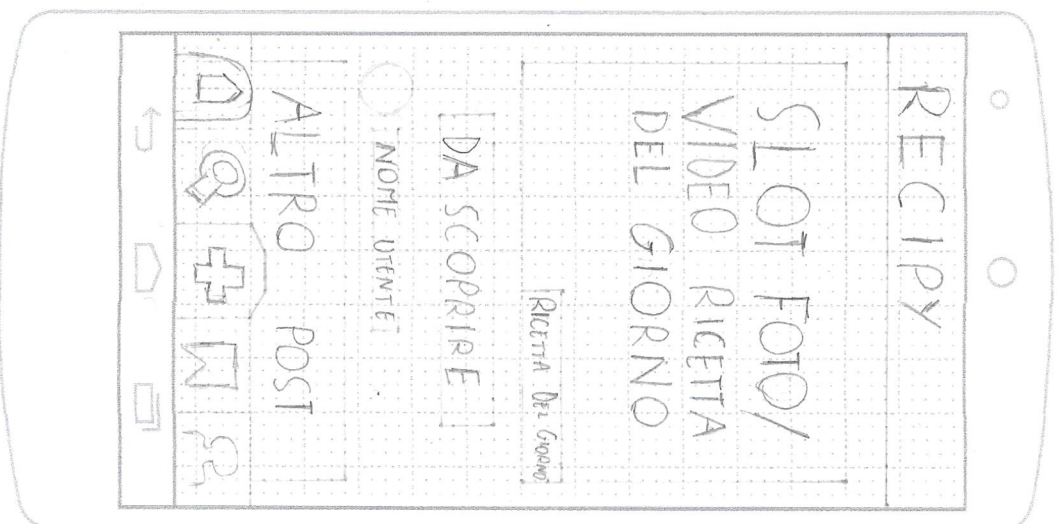 RECIPY
SLOT FOTO/
VIDEO RICETTA
DEL GIORNO
RICETTA DEL GIORNO
DA SCOPRIRE
NOME UTENTE
ALTRO POST